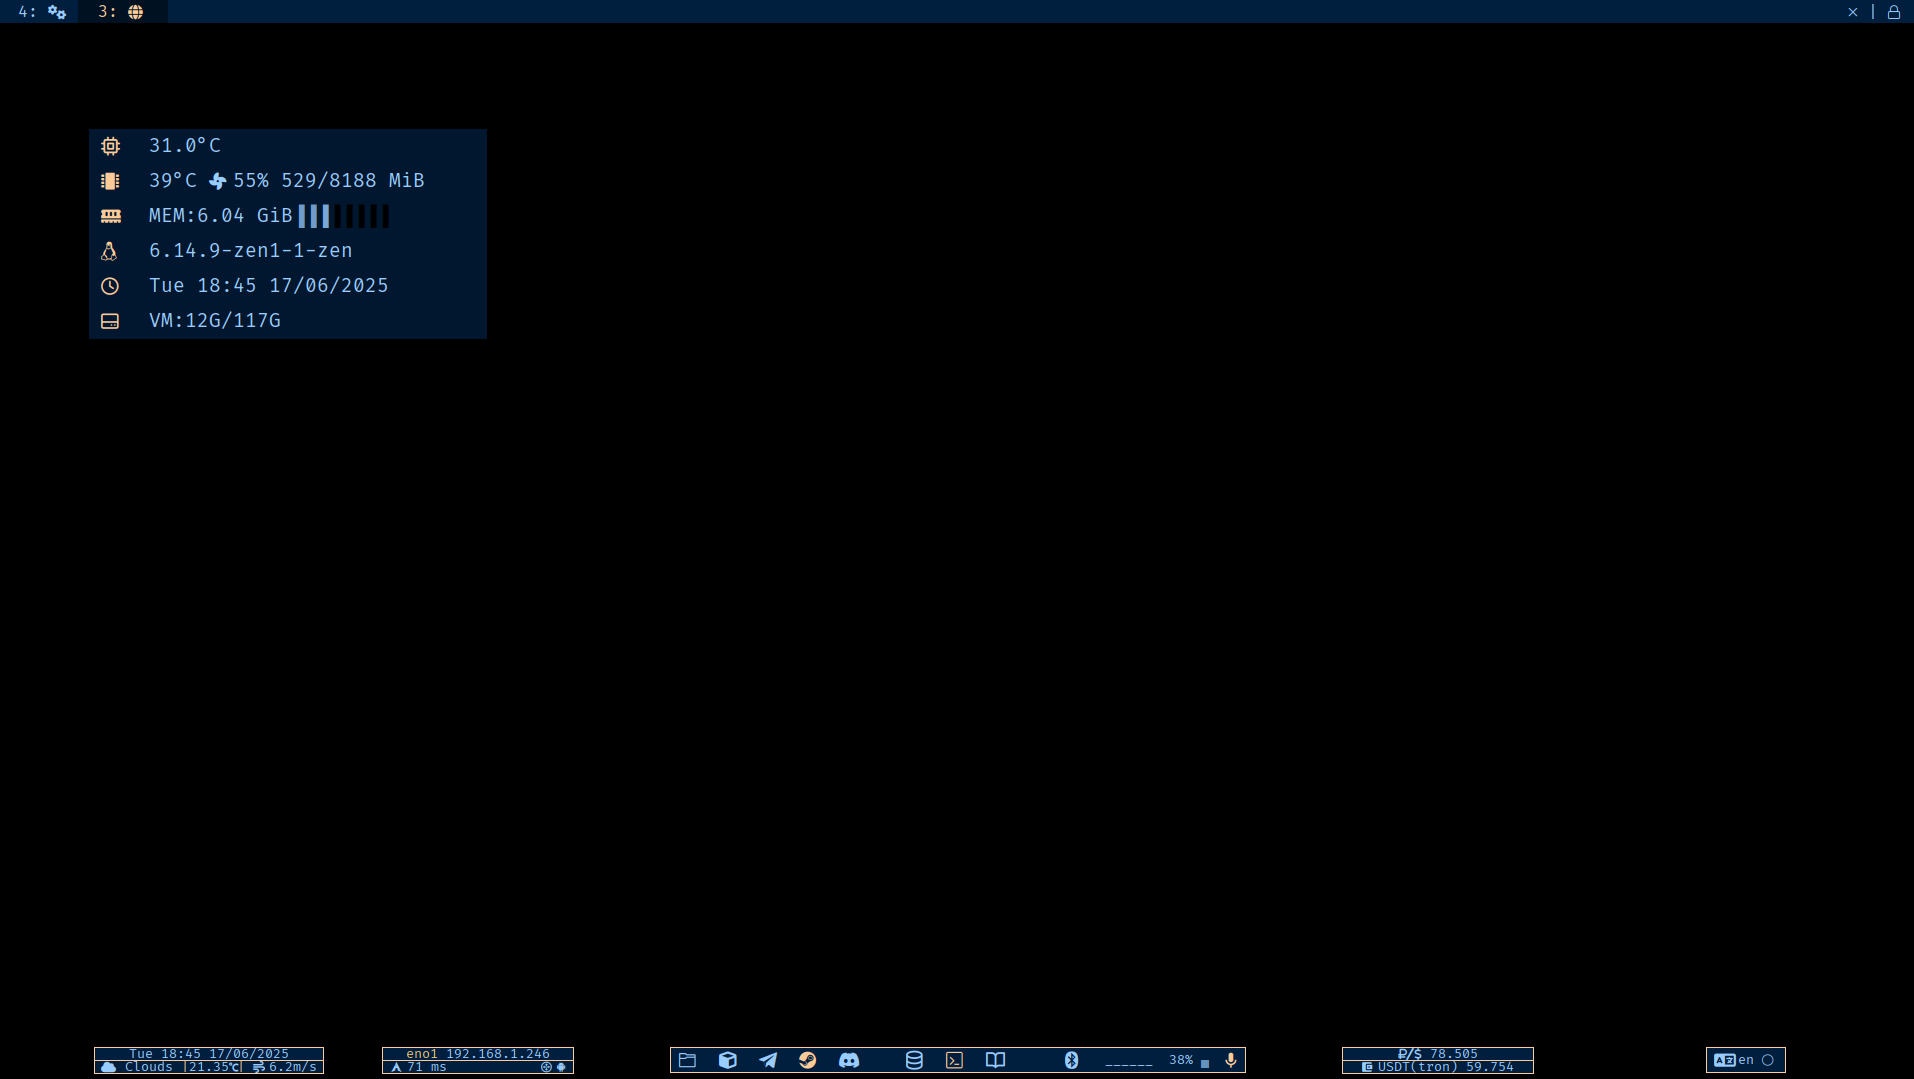 4:
3:
31.0°C
39°C 55% 529/8188 MiB
MEM:6.04 GiB
6.14.9-zen1-1-zen
Tue 18:45 17/06/2025
VM:12G/117G
Tue 18:45 17/06/2025
Clouds |21.35℃| 6.2m/s
eno1 192.168.1.246
71 ms
38%
₽/$ 78.505
USDT(tron) 59.754
en